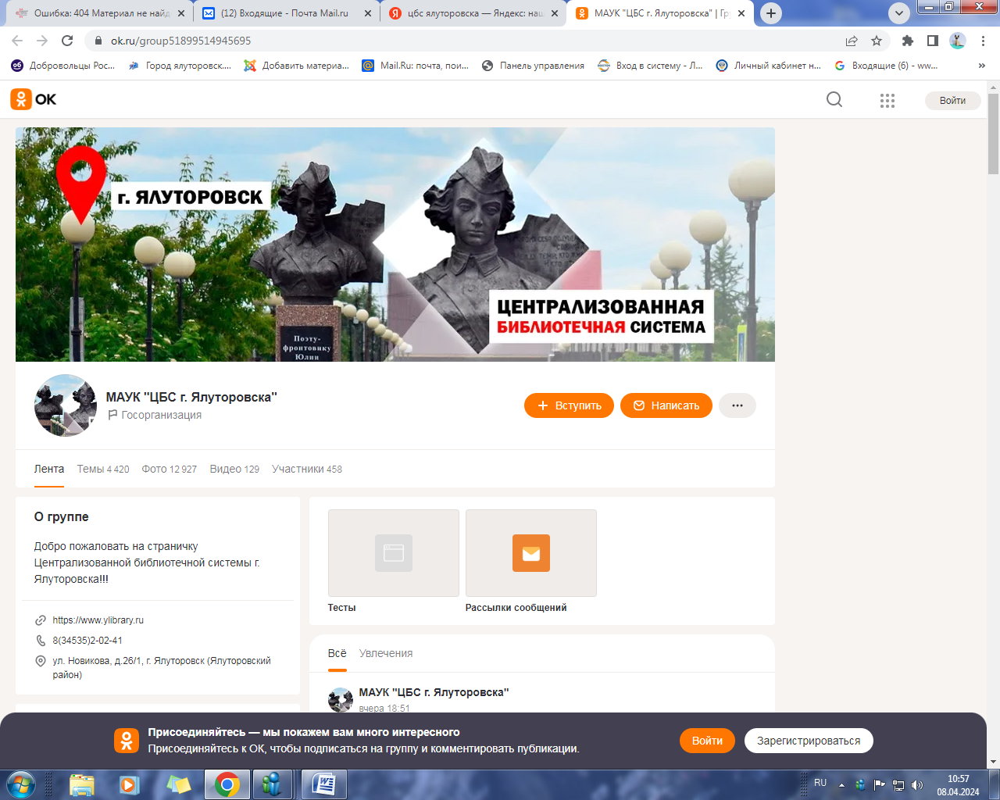 Ошибка: 404 Материал не найд
(12) Входящие - Почта Mail.ru
цбс ялуторовска — Яндекс: наш
МАУК "ЦБС г. Ялуторовска" | Гру
ok.ru/group51899514945695
Добровольцы Рос...
Город ялуторовск....
Добавить материа...
Mail.Ru: почта, пои...
Панель управления
Вход в систему - Л...
Личный кабинет н...
Входящие (6) - ww...
»
ОК
Войти
г. ЯЛУТОРОВСК
ЦЕНТРАЛИЗОВАННАЯ
БИБЛИОТЕЧНАЯ СИСТЕМА
Поэту-
фронтовику
Юлии
МАУК "ЦБС г. Ялуторовска"
Госорганизация
Вступить
Написать
Лента
Темы 4 420
Фото 12 927
Видео 129
Участники 458
О группе
Добро пожаловать на страничку
Централизованной библиотечной системы г.
Ялуторовска!!!
https://www.ylibrary.ru
8(34535)2-02-41
ул. Новикова, д.26/1, г. Ялуторовск (Ялуторовский
район)
Тесты
Рассылки сообщений
Всё
Увлечения
МАУК "ЦБС г. Ялуторовска"
вчера 18:51
Присоединяйтесь — мы покажем вам много интересного
Присоединяйтесь к ОК, чтобы подписаться на группу и комментировать публикации.
Войти
Зарегистрироваться
RU
10:57
08.04.2024